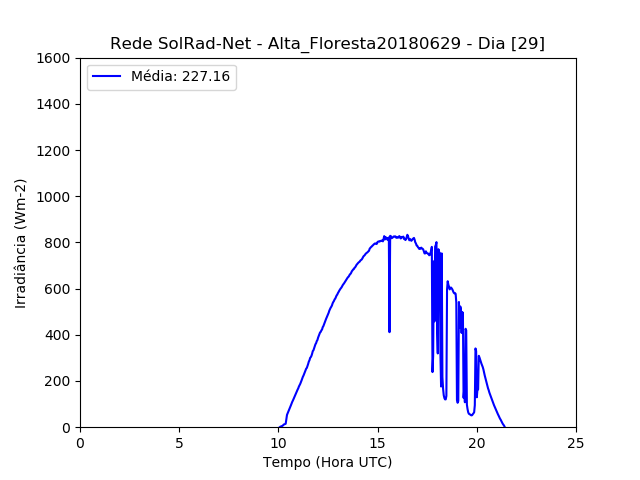 Rede SolRad-Net - Alta_Floresta20180629 - Dia [29]
Média: 227.16
Irradiância (Wm-2)
1600
1400
1200
1000
800
600
400
200
0
0 5 10 15 20 25
Tempo (Hora UTC)